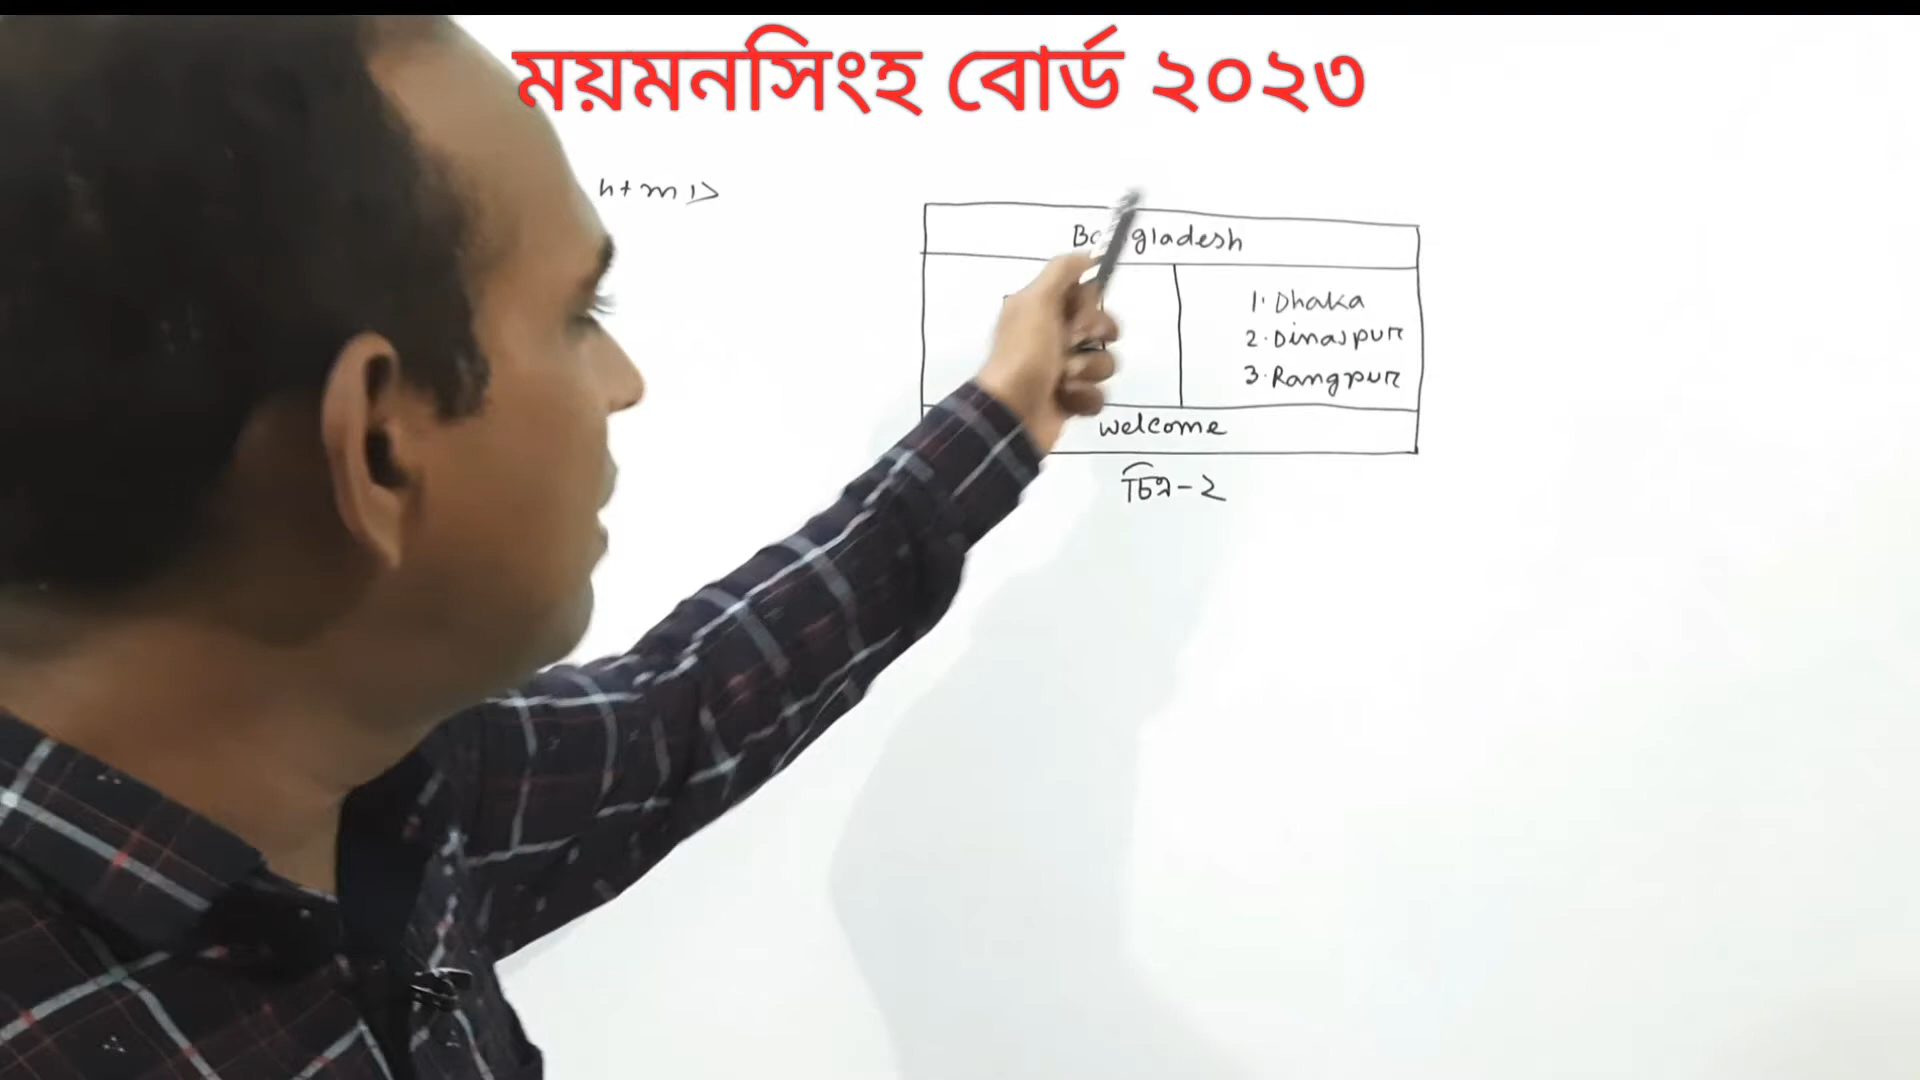 ময়মনসিংহ বোর্ড ২০২৩
html>
Bangladesh
1. Dhaka
2. Dinajpur
3. Rangpur
welcome
চিত্র-২